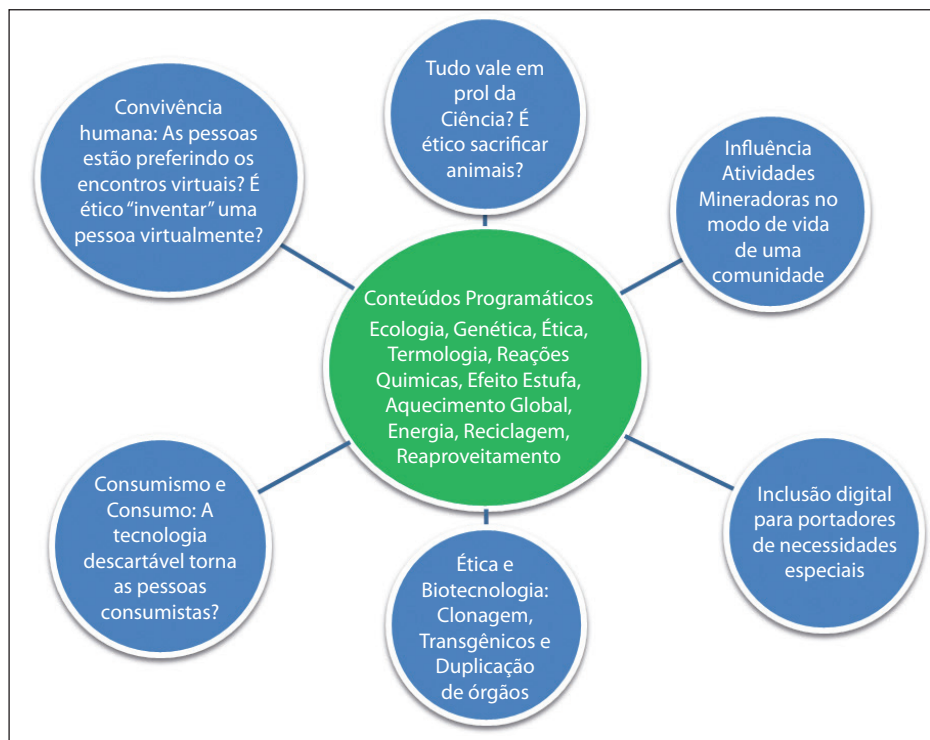 Tudo vale em
prol da
Ciência? É
ético sacrificar
animais?
Convivência
humana: As pessoas
estão preferindo os
encontros virtuais? É
ético “inventar” uma
pessoa virtualmente?
Influência
Atividades
Mineradoras no
modo de vida
de uma
comunidade
Conteúdos Programáticos
Ecologia, Genética, Ética,
Termologia, Reações
Quimicas, Efeito Estufa,
Aquecimento Global,
Energia, Reciclagem,
Reaproveitamento
Consumismo e
Consumo: A
tecnologia
descartável torna
as pessoas
consumistas?
Inclusão digital
para portadores
de necessidades
especiais
Ética e
Biotecnologia:
Clonagem,
Transgênicos e
Duplicação
de órgãos